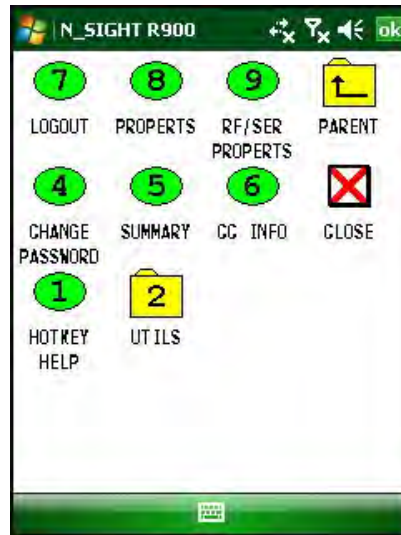 N_SIGHT R900 ok
7 8 9
LOGOUT PROPERTS RF/SER PARENT
PROPERTS
4 5 6
CHANGE SUMMARY CC INFO CLOSE
PASSWORD
1 2
HOTKEY UTILS
HELP